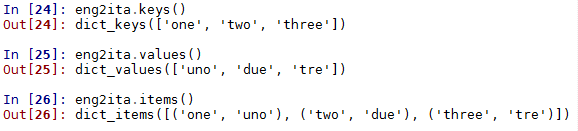 In [24]: eng2ita.keys()
Out[24]: dict_keys(['one', 'two', 'three'])
In [25]: eng2ita.values()
Out[25]: dict_values(['uno', 'due', 'tre'])
In [26]: eng2ita.items()
Out[26]: dict_items([('one', 'uno'), ('two', 'due'), ('three', 'tre')])